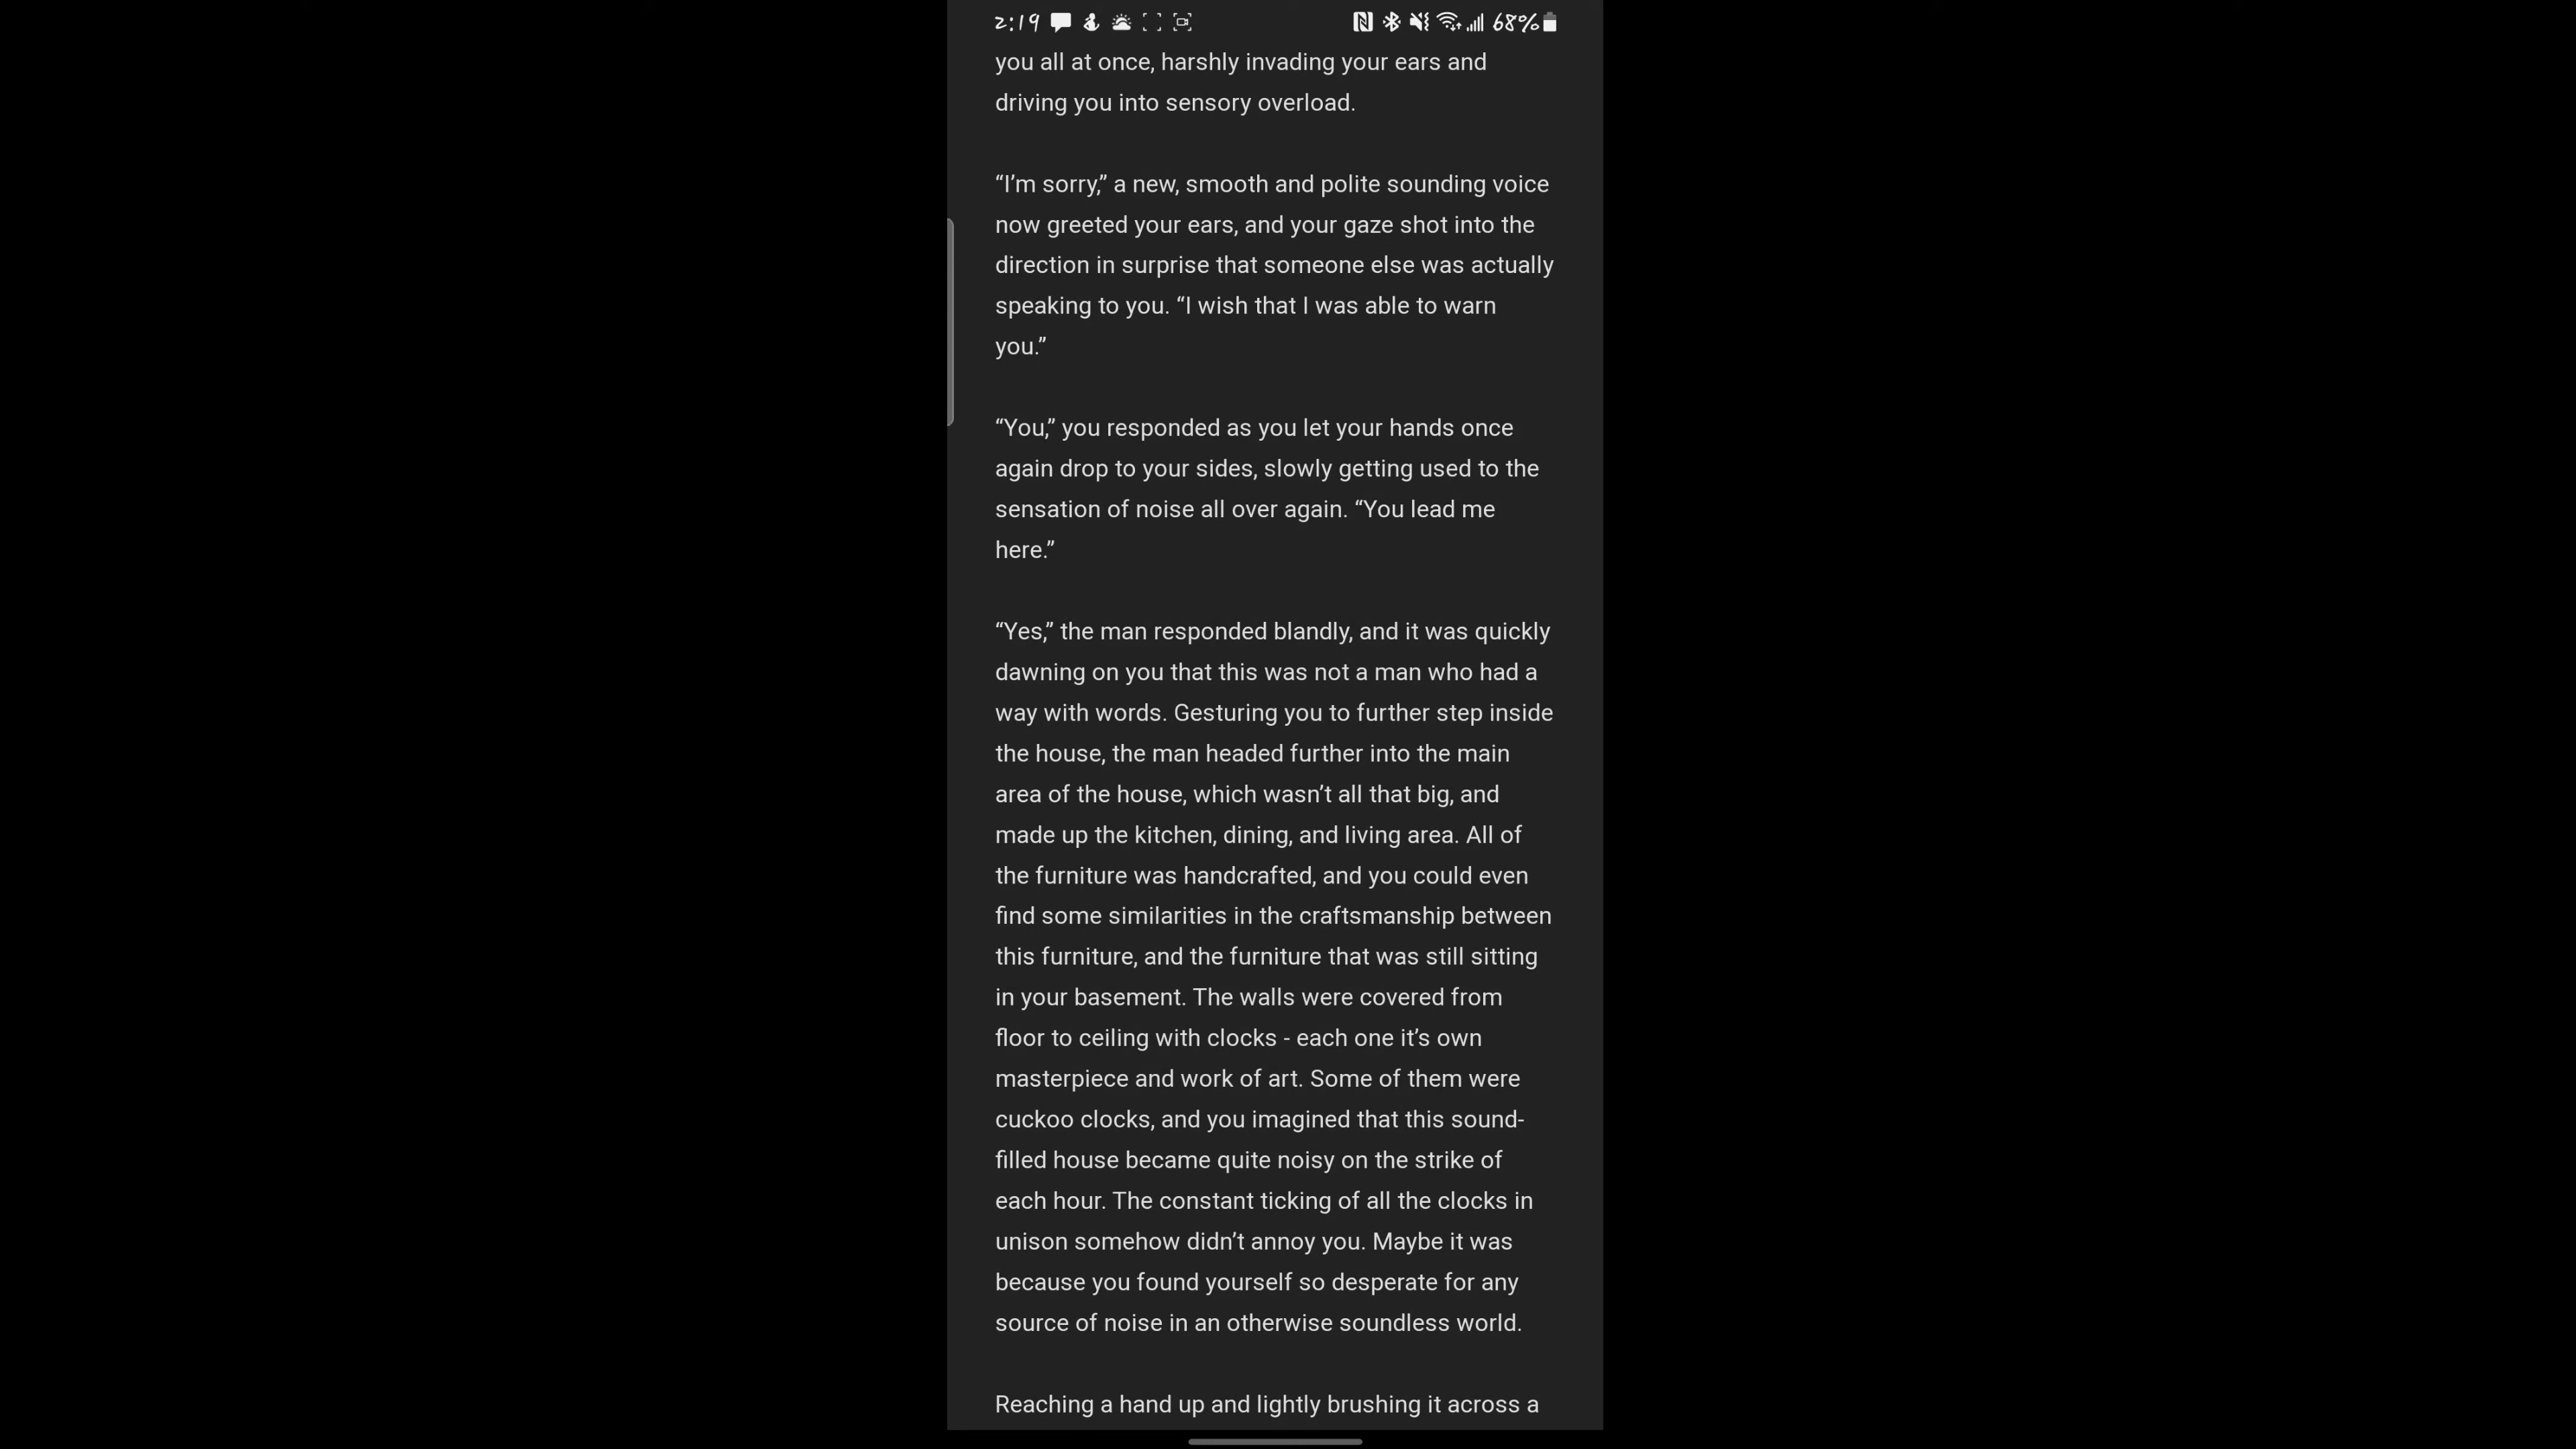 2:19 68%
you all at once, harshly invading your ears and
driving you into sensory overload.
“I’m sorry,” a new, smooth and polite sounding voice
now greeted your ears, and your gaze shot into the
direction in surprise that someone else was actually
speaking to you. “I wish that I was able to warn
you.”
“You,” you responded as you let your hands once
again drop to your sides, slowly getting used to the
sensation of noise all over again. “You lead me
here.”
“Yes,” the man responded blandly, and it was quickly
dawning on you that this was not a man who had a
way with words. Gesturing you to further step inside
the house, the man headed further into the main
area of the house, which wasn’t all that big, and
made up the kitchen, dining, and living area. All of
the furniture was handcrafted, and you could even
find some similarities in the craftsmanship between
this furniture, and the furniture that was still sitting
in your basement. The walls were covered from
floor to ceiling with clocks - each one it’s own
masterpiece and work of art. Some of them were
cuckoo clocks, and you imagined that this sound-
filled house became quite noisy on the strike of
each hour. The constant ticking of all the clocks in
unison somehow didn’t annoy you. Maybe it was
because you found yourself so desperate for any
source of noise in an otherwise soundless world.
Reaching a hand up and lightly brushing it across a